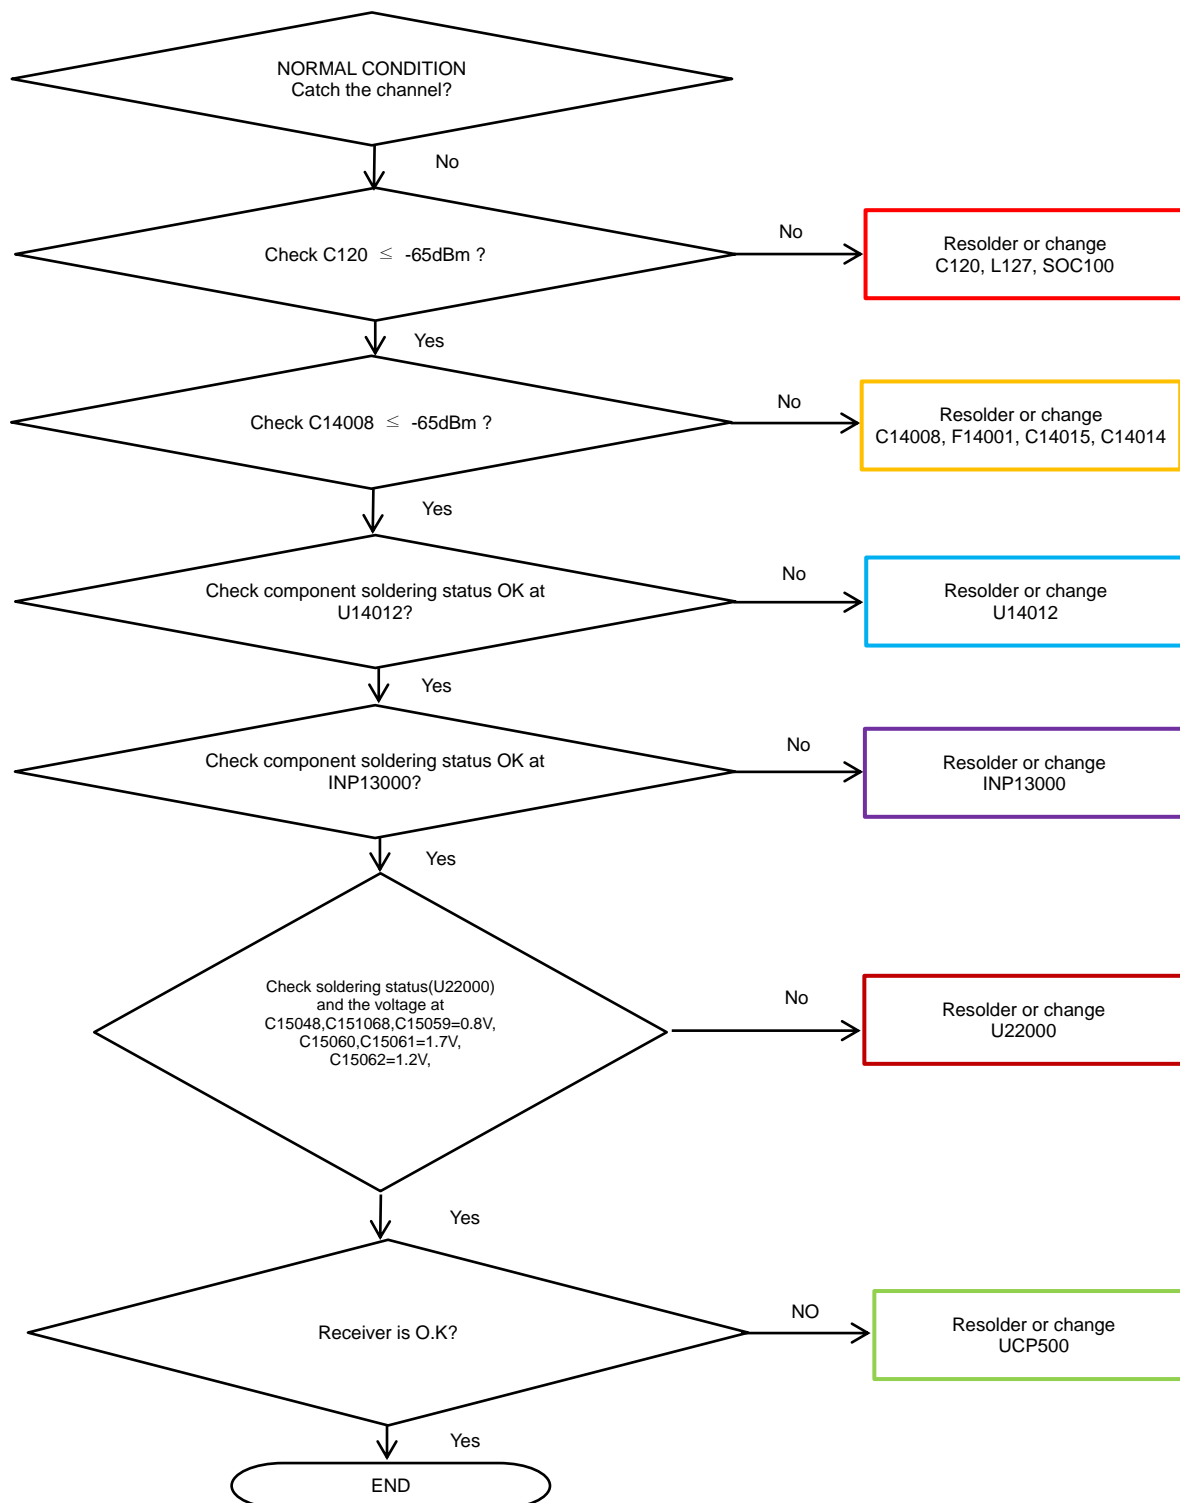 NORMAL CONDITION
Catch the channel?
No
Check C120 ≤ -65dBm ?
No
Resolder or change
C120, L127, SOC100
Yes
Check C14008 ≤ -65dBm ?
No
Resolder or change
C14008, F14001, C14015, C14014
Yes
Check component soldering status OK at
U14012?
No
Resolder or change
U14012
Yes
Check component soldering status OK at
INP13000?
No
Resolder or change
INP13000
Yes
Check soldering status(U22000)
and the voltage at
C15048,C151068,C15059=0.8V,
C15060,C15061=1.7V,
C15062=1.2V,
No
Resolder or change
U22000
Yes
Receiver is O.K?
NO
Resolder or change
UCP500
Yes
END